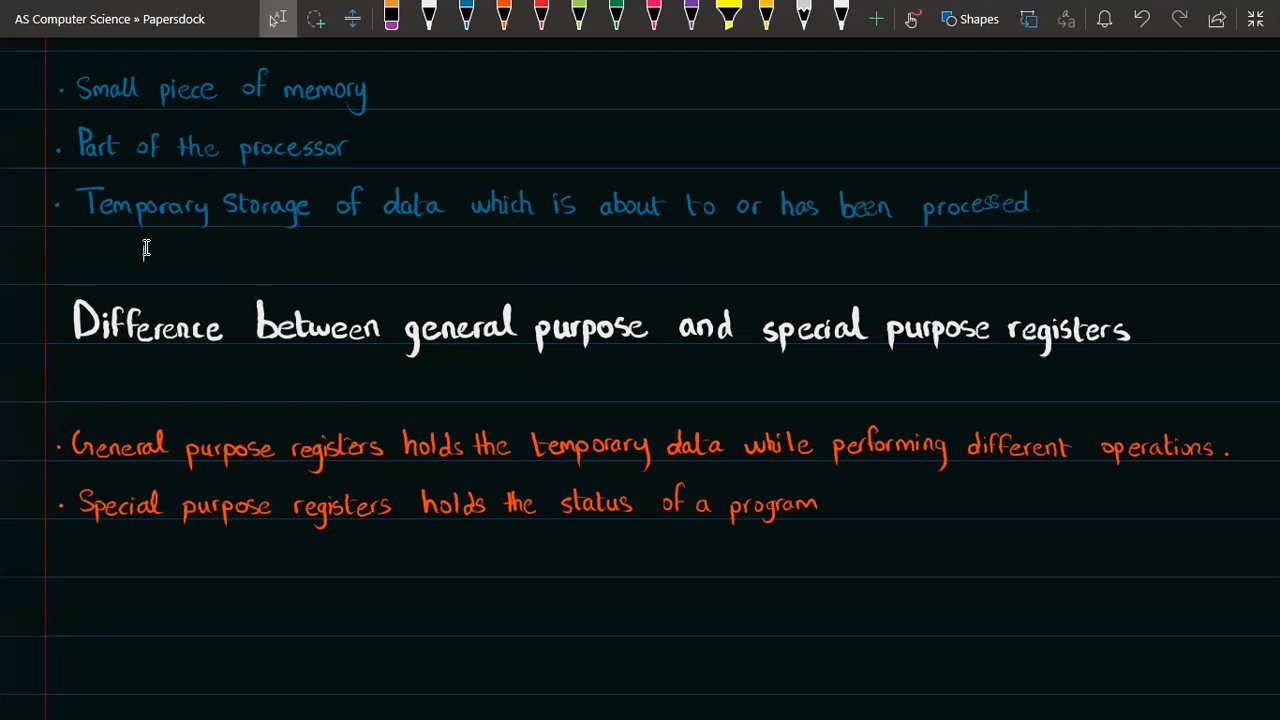 AS Computer Science » Papersdock
Shapes
· Small piece of memory
· Part of the processor
· Temporary Storage of data which is about to or has been processed.
Difference between general purpose and special purpose registers
· General purpose registers holds the temporary data while performing different operations.
· Special purpose registers holds the status of a program